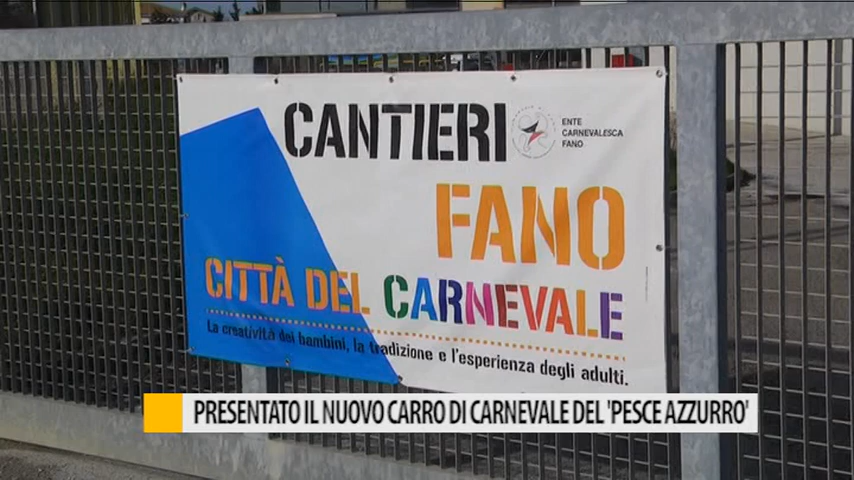 CANTIERI
ENTE
CARNEVALESCA
FANO
FANO
CITTÀ DEL CARNEVALE
La creatività dei bambini, la tradizione e l'esperienza degli adulti.
PRESENTATO IL NUOVO CARRO DI CARNEVALE DEL 'PESCE AZZURRO'